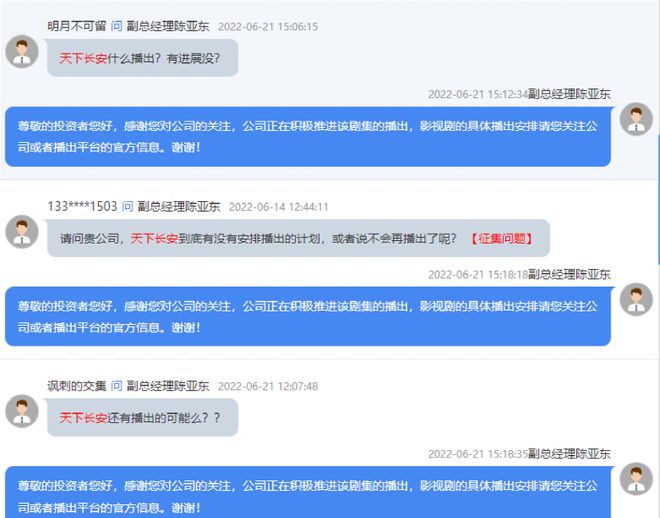 明月不可留 问 副总经理陈亚东 2022-06-21 15:06:15
天下长安什么播出？有进展没？
2022-06-21 15:12:34副总经理陈亚东
尊敬的投资者您好，感谢您对公司的关注，公司正在积极推进该剧集的播出，影视剧的具体播出安排请您关注公
司或者播出平台的官方信息。谢谢！
133****1503 问 副总经理陈亚东 2022-06-14 12:44:11
请问贵公司，天下长安到底有没有安排播出的计划，或者说不会再播出了呢？ 【征集问题】
2022-06-21 15:18:18副总经理陈亚东
尊敬的投资者您好，感谢您对公司的关注，公司正在积极推进该剧集的播出，影视剧的具体播出安排请您关注公
司或者播出平台的官方信息。谢谢！
讽刺的交集 问 副总经理陈亚东 2022-06-21 12:07:48
天下长安还有播出的可能么？？
2022-06-21 15:18:35副总经理陈亚东
尊敬的投资者您好，感谢您对公司的关注，公司正在积极推进该剧集的播出，影视剧的具体播出安排请您关注公
司或者播出平台的官方信息。谢谢！